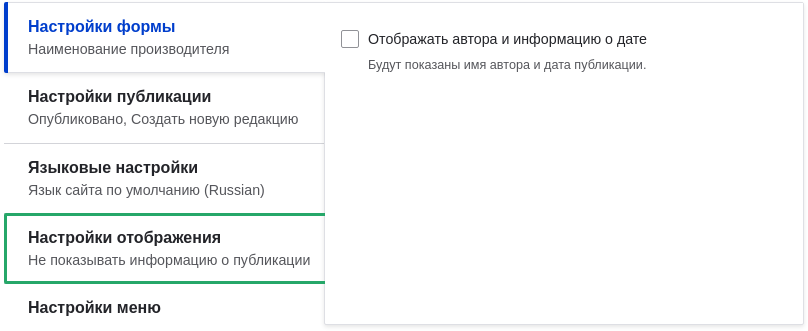 Настройки формы
Наименование производителя
Настройки публикации
Опубликовано, Создать новую редакцию
Языковые настройки
Язык сайта по умолчанию (Russian)
Настройки отображения
Не показывать информацию о публикации
Настройки меню
Отображать автора и информацию о дате
Будут показаны имя автора и дата публикации.